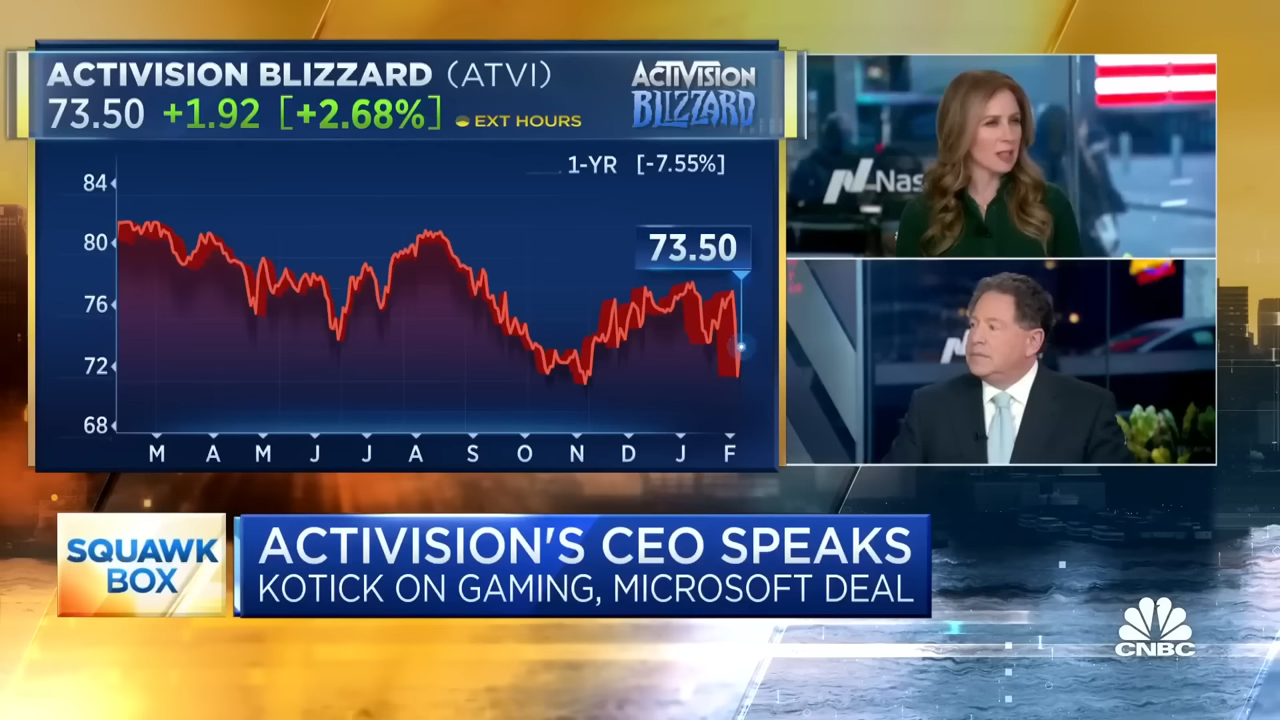 ACTIVISION BLIZZARD (ATVI)
73.50 +1.92 [+2.68%] EXT HOURS
ACTIVISION
BLIZZARD
1-YR [-7.55%]
84
80
76
72
68
73.50
M A M J J A S O N D J F
Nas
SQUAWK
BOX
ACTIVISION'S CEO SPEAKS
KOTICK ON GAMING, MICROSOFT DEAL
CNBC